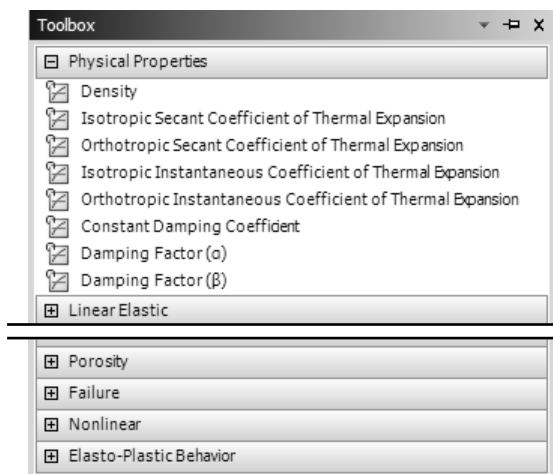 Toolbox
Physical Properties
Density
Isotropic Secant Coefficient of Thermal Expansion
Orthotropic Secant Coefficient of Thermal Expansion
Isotropic Instantaneous Coefficient of Thermal Expansion
Orthotropic Instantaneous Coefficient of Thermal Expansion
Constant Damping Coefficient
Damping Factor (α)
Damping Factor (β)
Linear Elastic
Porosity
Failure
Nonlinear
Elasto-Plastic Behavior